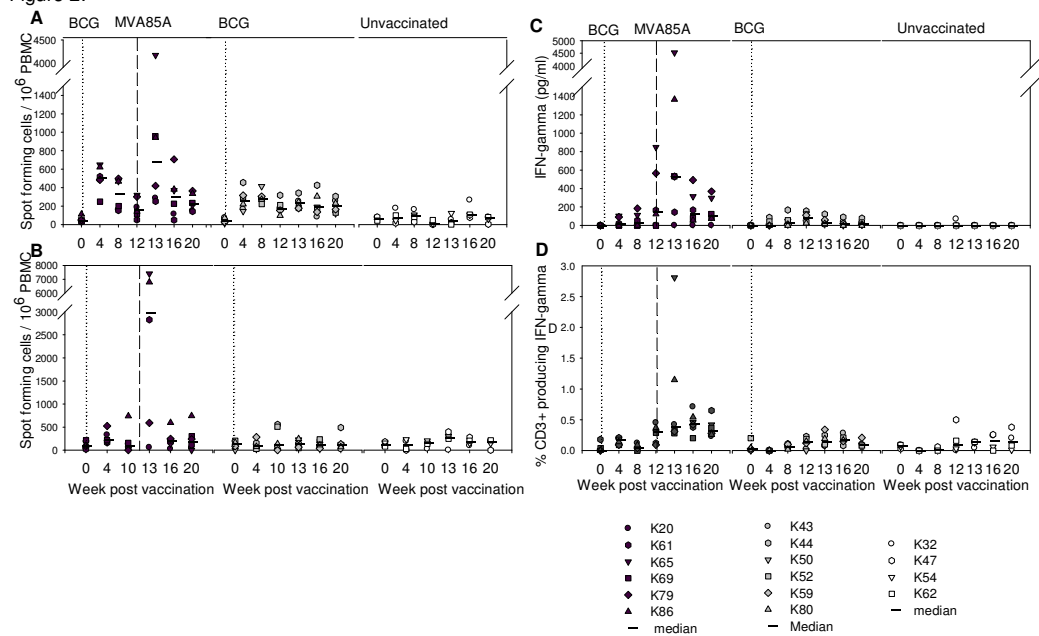 Figure 2.
A
BCG MVA85A BCG Unvaccinated
Spot forming cells / 10^6 PBMC
4500
4000
1400
1200
1000
800
600
400
200
0
0 4 8 12 13 16 20 0 4 8 12 13 16 20 0 4 8 12 13 16 20
B
Spot forming cells / 10^6 PBMC
8000
7000
6000
3000
2500
2000
1500
1000
500
0
0 4 10 13 16 20 0 4 10 13 16 20 0 4 10 13 16 20
Week post vaccination Week post vaccination Week post vaccination
C
BCG MVA85A BCG Unvaccinated
IFN-gamma (pg/ml)
5000
4500
4000
1400
1200
1000
800
600
400
200
0
0 4 8 12 13 16 20 0 4 8 12 13 16 20 0 4 8 12 13 16 20
D
% CD3+ producing IFN-gamma
D
3.0
2.5
2.0
1.5
1.0
0.5
0.0
0 4 8 12 13 16 20 0 4 8 12 13 16 20 0 4 8 12 13 16 20
Week post vaccination Week post vaccination Week post vaccination
K20
K61
K65
K69
K79
K86
median
K43
K44
K50
K52
K59
K80
Median
K32
K47
K54
K62
median